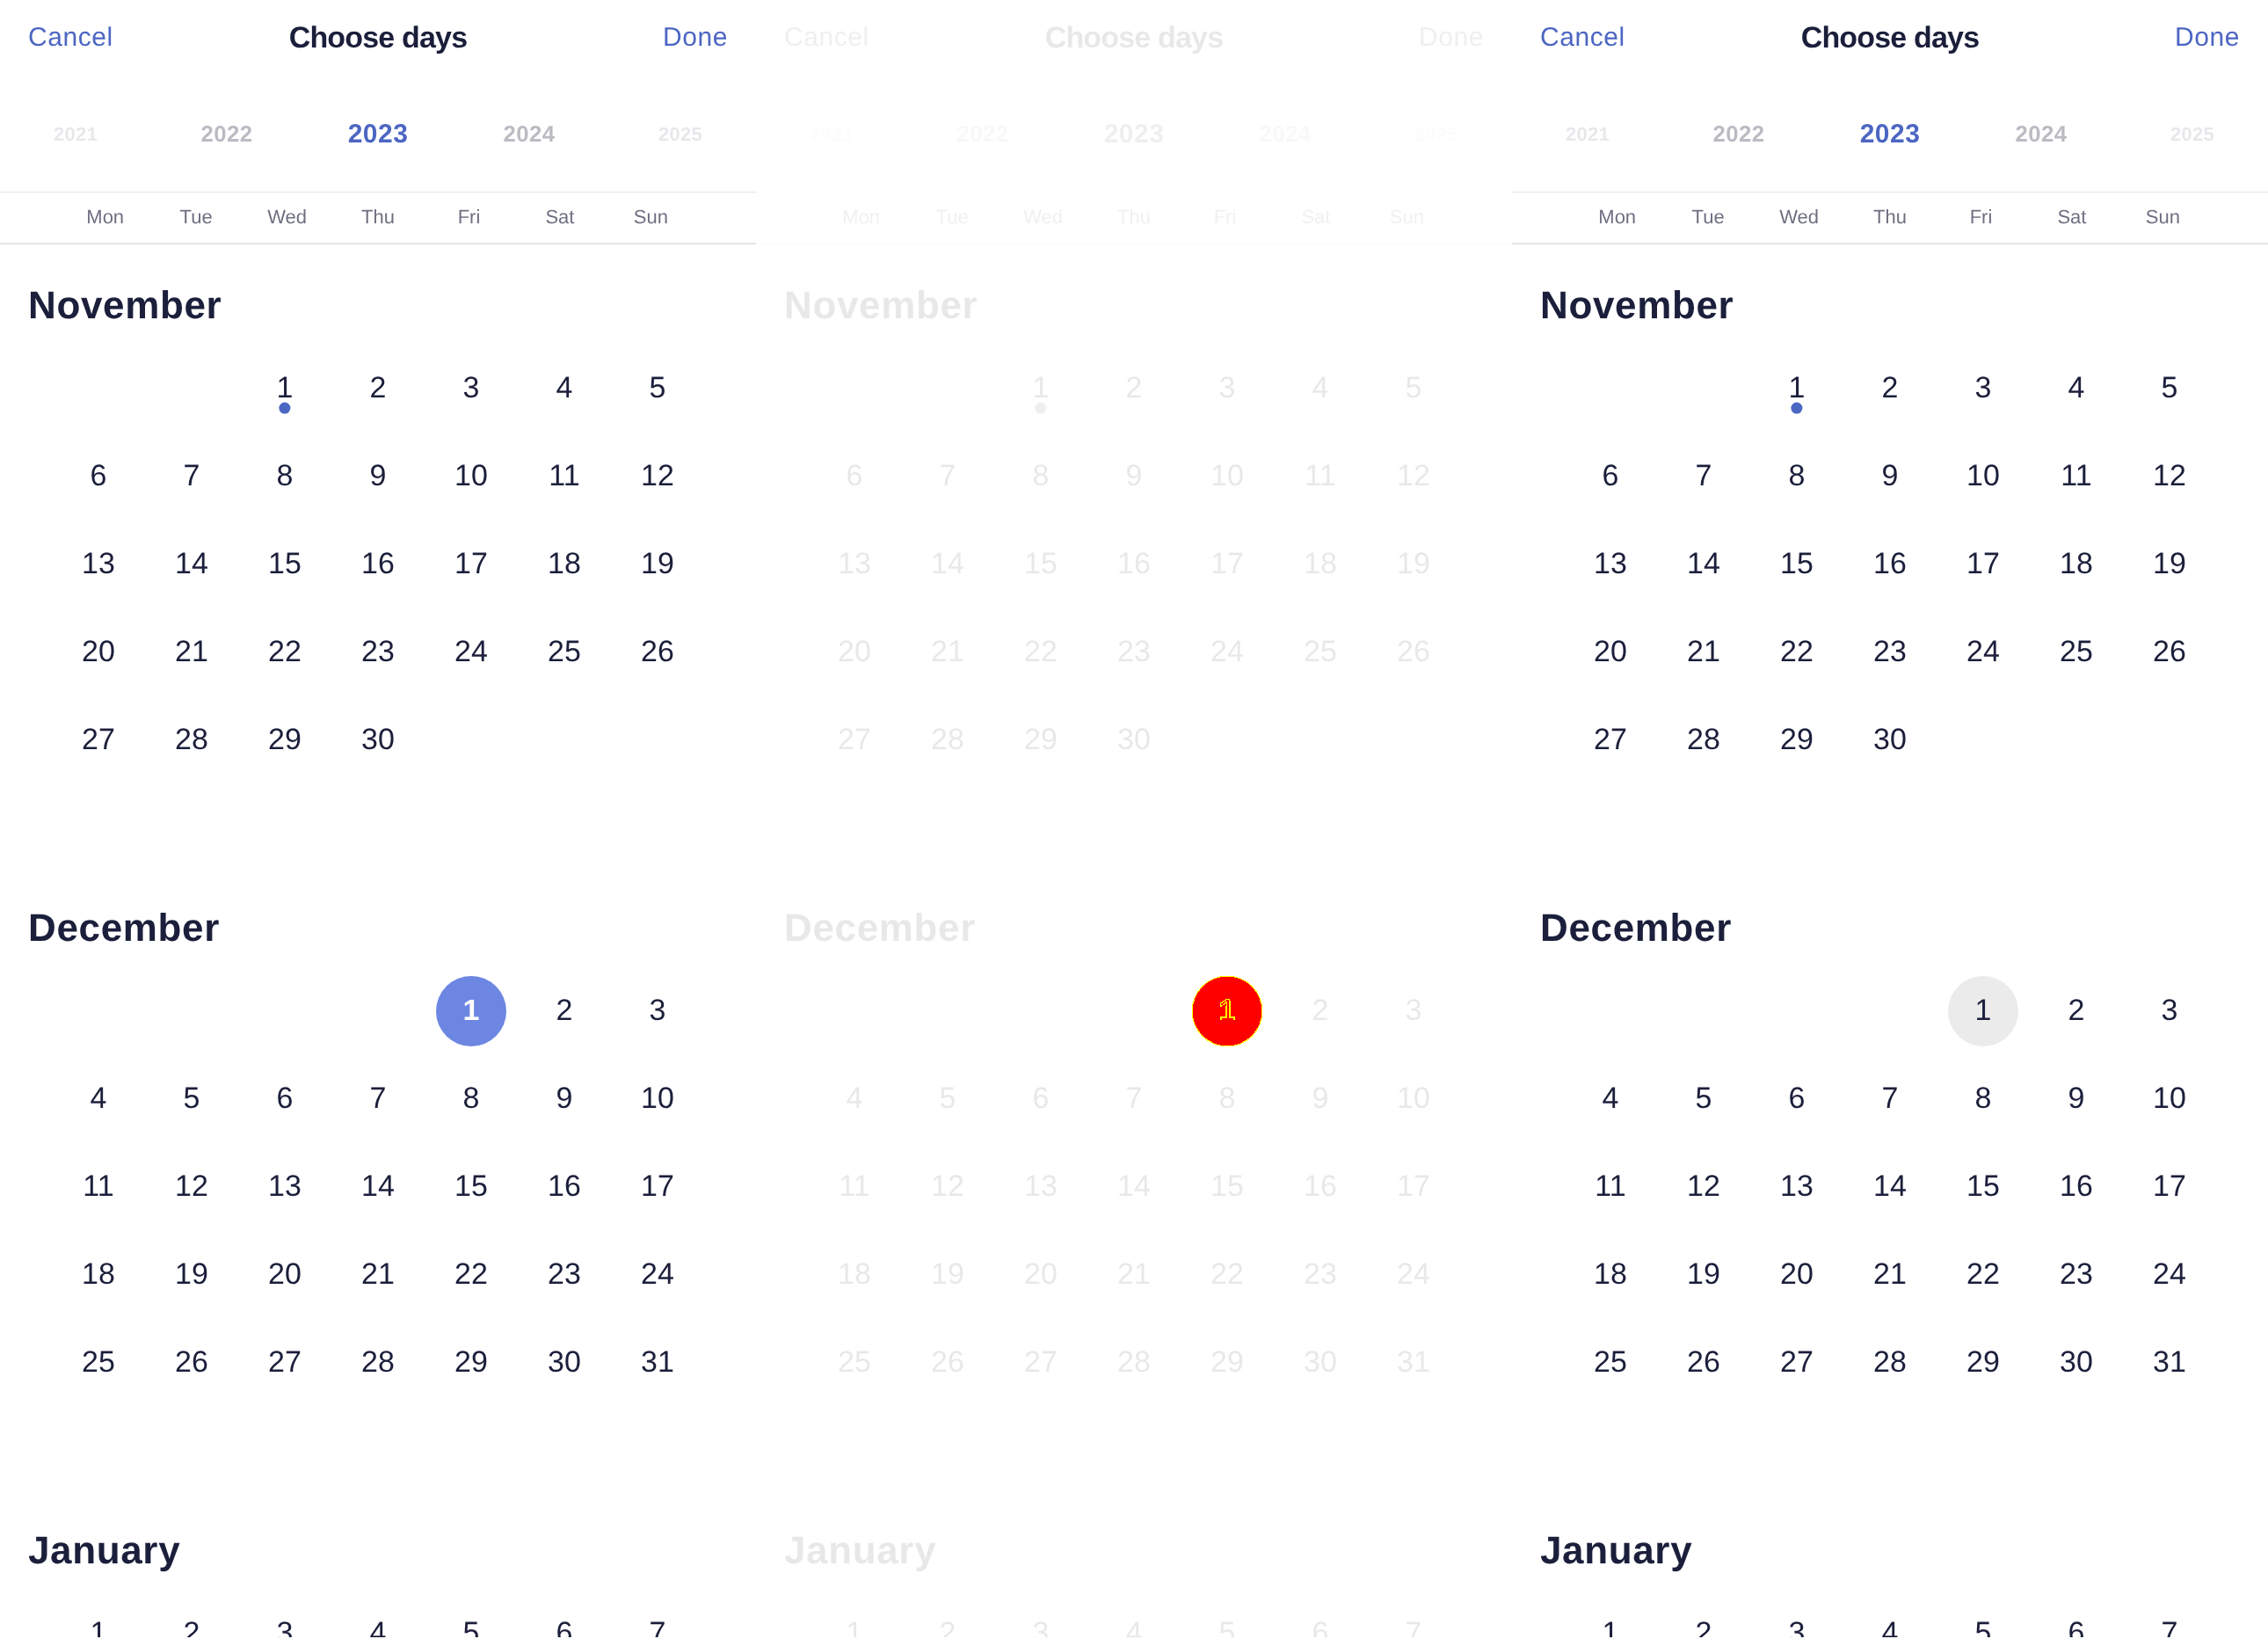 Cancel Choose days Done
2021 2022 2023 2024 2025
Mon Tue Wed Thu Fri Sat Sun
November
1 2 3 4 5
6 7 8 9 10 11 12
13 14 15 16 17 18 19
20 21 22 23 24 25 26
27 28 29 30
December
1 2 3
4 5 6 7 8 9 10
11 12 13 14 15 16 17
18 19 20 21 22 23 24
25 26 27 28 29 30 31
January
1 2 3 4 5 6 7
Cancel Choose days Done
2021 2022 2023 2024 2025
Mon Tue Wed Thu Fri Sat Sun
November
1 2 3 4 5
6 7 8 9 10 11 12
13 14 15 16 17 18 19
20 21 22 23 24 25 26
27 28 29 30
December
1 2 3
4 5 6 7 8 9 10
11 12 13 14 15 16 17
18 19 20 21 22 23 24
25 26 27 28 29 30 31
January
1 2 3 4 5 6 7
Cancel Choose days Done
2021 2022 2023 2024 2025
Mon Tue Wed Thu Fri Sat Sun
November
1 2 3 4 5
6 7 8 9 10 11 12
13 14 15 16 17 18 19
20 21 22 23 24 25 26
27 28 29 30
December
1 2 3
4 5 6 7 8 9 10
11 12 13 14 15 16 17
18 19 20 21 22 23 24
25 26 27 28 29 30 31
January
1 2 3 4 5 6 7